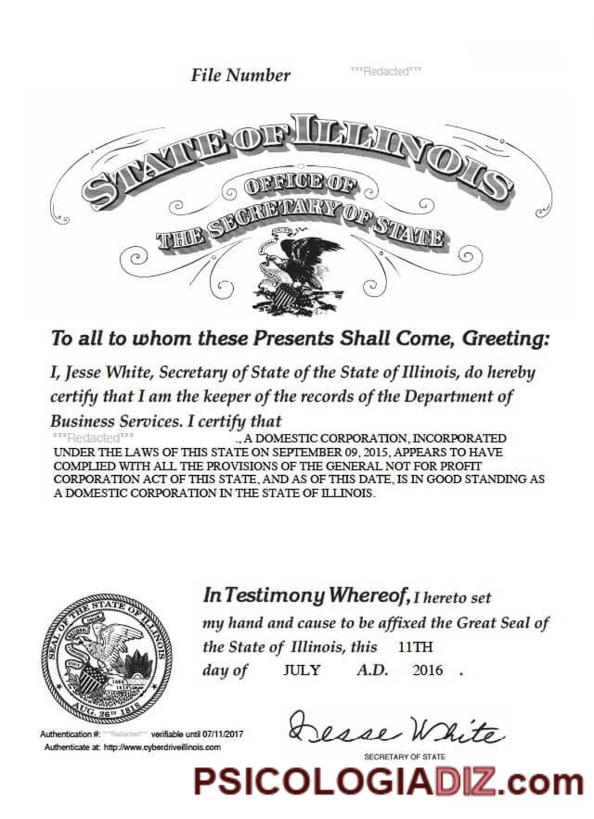 File Number ***Redacted***
STATE OF ILLINOIS
OFFICE OF
THE SECRETARY OF STATE
To all to whom these Presents Shall Come, Greeting:
I, Jesse White, Secretary of State of the State of Illinois, do hereby
certify that I am the keeper of the records of the Department of
Business Services. I certify that
***Redacted*** ., A DOMESTIC CORPORATION, INCORPORATED
UNDER THE LAWS OF THIS STATE ON SEPTEMBER 09, 2015, APPEARS TO HAVE
COMPLIED WITH ALL THE PROVISIONS OF THE GENERAL NOT FOR PROFIT
CORPORATION ACT OF THIS STATE, AND AS OF THIS DATE, IS IN GOOD STANDING AS
A DOMESTIC CORPORATION IN THE STATE OF ILLINOIS.
In Testimony Whereof, I hereto set
my hand and cause to be affixed the Great Seal of
the State of Illinois, this 11TH
day of JULY A.D. 2016 .
SEAL OF THE STATE OF ILLINOIS
AUG. 26TH 1818
Authentication #: ***Redacted*** verifiable until 07/11/2017
Authenticate at: http://www.cyberdriveillinois.com
Jesse White
SECRETARY OF STATE
PSICOLOGIADIZ.com